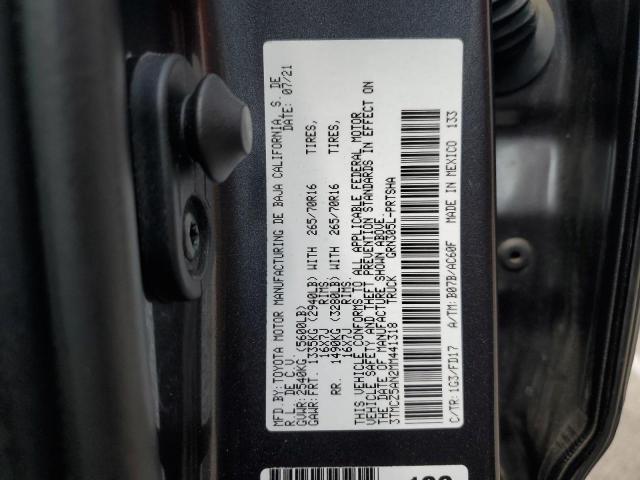 MFD.BY:TOYOTA MOTOR MANUFACTURING DE BAJA CALIFORNIA, S. DE
R.L. DE C.V. DATE: 07/21
GVWR: 2540KG (5600LB)
GAWR:FRT. 1335KG (2940LB) WITH 265/70R16 TIRES,
16X7J RIMS,
RR. 1490KG (3280LB) WITH 265/70R16 TIRES,
16X7J RIMS.
THIS VEHICLE CONFORMS TO ALL APPLICABLE FEDERAL MOTOR
VEHICLE SAFETY AND THEFT PREVENTION STANDARDS IN EFFECT ON
THE DATE OF MANUFACTURE SHOWN ABOVE.
3TMCZ5AN2MM441318 TRUCK GRN305L-PRTSHA
C/TR: 1G3/FD17 A/TM: B07B/AC60F MADE IN MEXICO 133